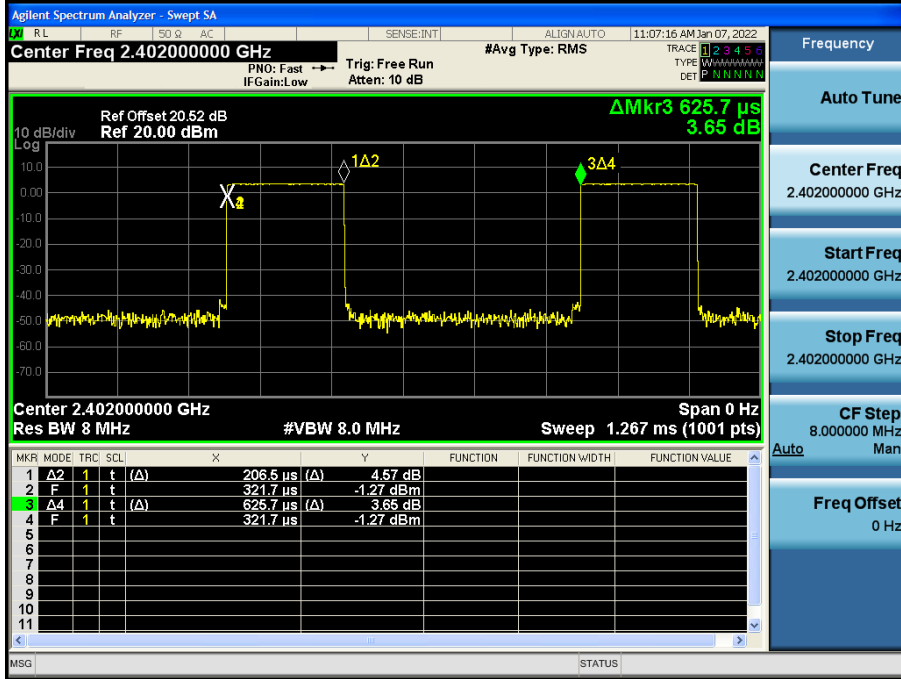 Agilent Spectrum Analyzer - Swept SA
LXI RL RF 50 Ω AC SENSE:INT ALIGNAUTO 11:07:16 AM Jan 07, 2022
Center Freq 2.402000000 GHz #Avg Type: RMS TRACE 1 2 3 4 5 6
PNO: Fast Trig: Free Run TYPE WWWWWW
IFGain:Low Atten: 10 dB DET P N N N N N
Frequency
Auto Tune
Center Freq
2.402000000 GHz
Start Freq
2.402000000 GHz
Stop Freq
2.402000000 GHz
CF Step
8.000000 MHz
Auto Man
Freq Offset
0 Hz
ΔMkr3 625.7 µs
3.65 dB
Ref Offset 20.52 dB
10 dB/div Ref 20.00 dBm
Log
1Δ2
3Δ4
10.0
0.00
-10.0
-20.0
-30.0
-40.0
-50.0
-60.0
-70.0
X
Center 2.402000000 GHz Span 0 Hz
Res BW 8 MHz #VBW 8.0 MHz Sweep 1.267 ms (1001 pts)
MKR MODE TRC SCL X Y FUNCTION FUNCTION WIDTH FUNCTION VALUE
1 Δ2 1 t (Δ) 206.5 µs (Δ) 4.57 dB
2 F 1 t 321.7 µs -1.27 dBm
3 Δ4 1 t (Δ) 625.7 µs (Δ) 3.65 dB
4 F 1 t 321.7 µs -1.27 dBm
5
6
7
8
9
10
11
MSG STATUS